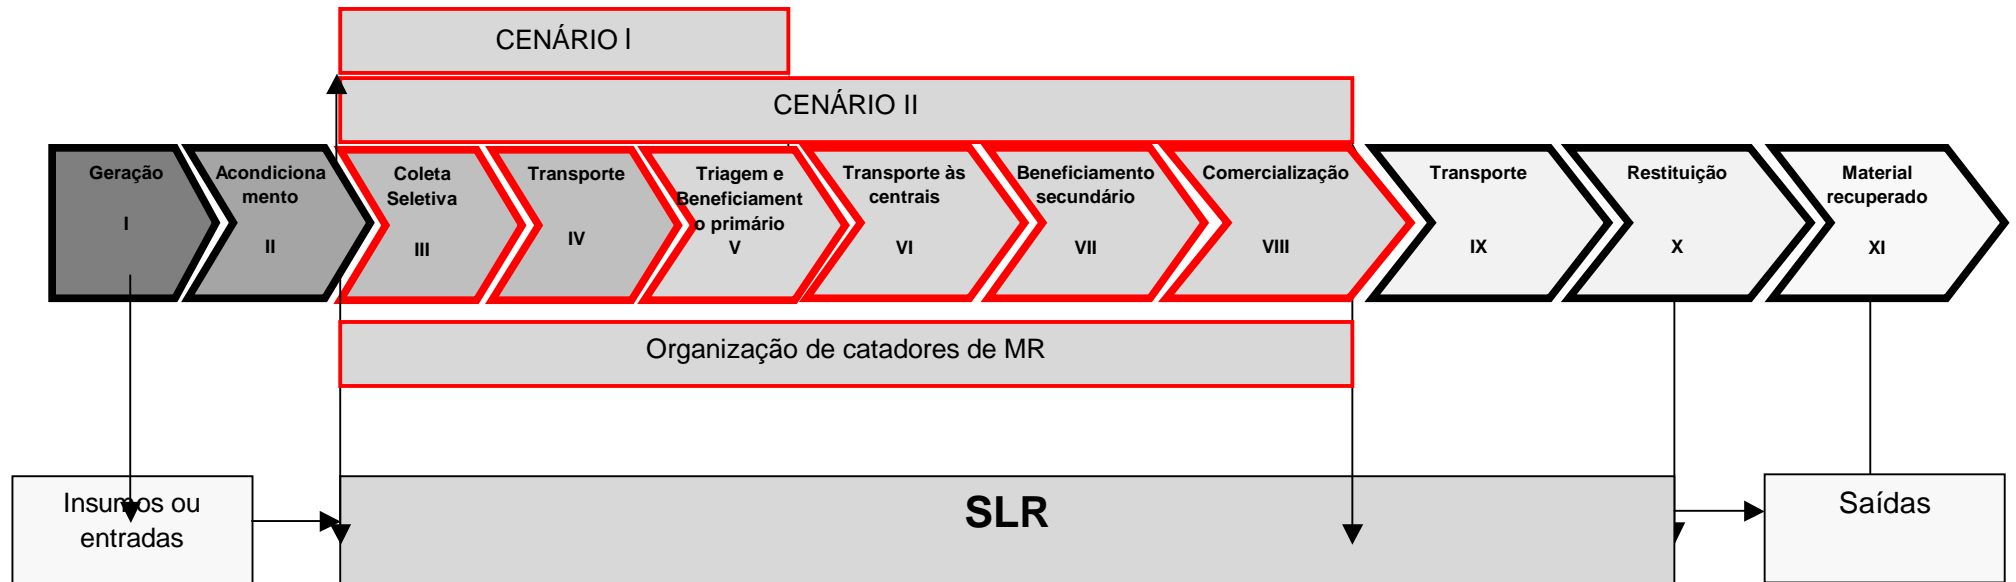 CENÁRIO I
CENÁRIO II
Geração
I
Acondiciona
mento
II
Coleta
Seletiva
III
Transporte
IV
Triagem e
Beneficiament
o primário
V
Transporte às
centrais
VI
Beneficiamento
secundário
VII
Comercialização
VIII
Transporte
IX
Restituição
X
Material
recuperado
XI
Organização de catadores de MR
Insumos ou
entradas
SLR
Saídas